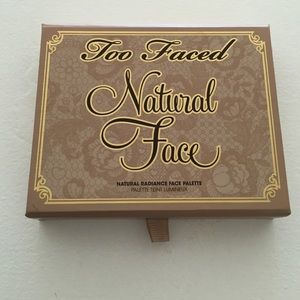 Too Faced
Natural
Face
NATURAL RADIANCE FACE PALETTE
PALETTE TEINT LUMINEUX